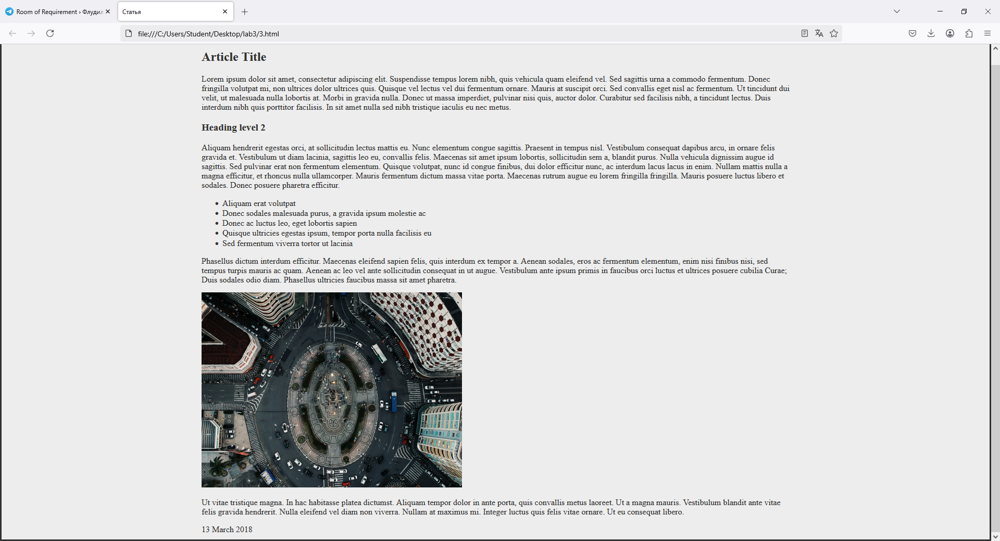 Room of Requirement › Флудил
Статья
file:///C:/Users/Student/Desktop/lab3/3.html
Article Title
Lorem ipsum dolor sit amet, consectetur adipiscing elit. Suspendisse tempus lorem nibh, quis vehicula quam eleifend vel. Sed sagittis urna a commodo fermentum. Donec
fringilla volutpat mi, non ultrices dolor ultrices quis. Quisque vel lectus vel dui fermentum ornare. Mauris at suscipit orci. Sed convallis eget nisl ac fermentum. Ut tincidunt dui
velit, ut malesuada nulla lobortis at. Morbi in gravida nulla. Donec ut massa imperdiet, pulvinar nisi quis, auctor dolor. Curabitur sed facilisis nibh, a tincidunt lectus. Duis
interdum nibh quis porttitor facilisis. In sit amet nulla sed nibh tristique iaculis eu nec metus.
Heading level 2
Aliquam hendrerit egestas orci, at sollicitudin lectus mattis eu. Nunc elementum congue sagittis. Praesent in tempus nisl. Vestibulum consequat dapibus arcu, in ornare felis
gravida et. Vestibulum ut diam lacinia, sagittis leo eu, convallis felis. Maecenas sit amet ipsum lobortis, sollicitudin sem a, blandit purus. Nulla vehicula dignissim augue id
sagittis. Sed pulvinar erat non fermentum elementum. Quisque volutpat, nunc id congue finibus, dui dolor efficitur nunc, ac interdum lacus lacus in enim. Nullam mattis nulla a
magna efficitur, et rhoncus nulla ullamcorper. Mauris fermentum dictum massa vitae porta. Maecenas rutrum augue eu lorem fringilla fringilla. Mauris posuere luctus libero et
sodales. Donec posuere pharetra efficitur.
• Aliquam erat volutpat
• Donec sodales malesuada purus, a gravida ipsum molestie ac
• Donec ac luctus leo, eget lobortis sapien
• Quisque ultricies egestas ipsum, tempor porta nulla facilisis eu
• Sed fermentum viverra tortor ut lacinia
Phasellus dictum interdum efficitur. Maecenas eleifend sapien felis, quis interdum ex tempor a. Aenean sodales, eros ac fermentum elementum, enim nisi finibus nisi, sed
tempus turpis mauris ac quam. Aenean ac leo vel ante sollicitudin consequat in ut augue. Vestibulum ante ipsum primis in faucibus orci luctus et ultrices posuere cubilia Curae;
Duis sodales odio diam. Phasellus ultricies faucibus massa sit amet pharetra.
Ut vitae tristique magna. In hac habitasse platea dictumst. Aliquam tempor dolor in ante porta, quis convallis metus laoreet. Ut a magna mauris. Vestibulum blandit ante vitae
felis gravida hendrerit. Nulla eleifend vel diam non viverra. Nullam at maximus mi. Integer luctus quis felis vitae ornare. Ut eu consequat libero.
13 March 2018